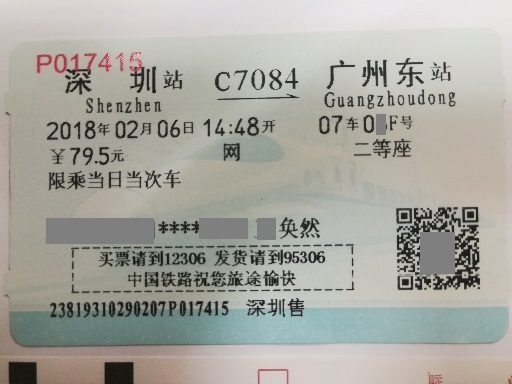 P017415
深 圳站 C7084 广州东站
Shenzhen Guangzhoudong
2018年02月06日 14:48开 07车0F号
￥79.5元 网 二等座
限乘当日当次车
**** 奂然
买票请到12306 发货请到95306
中国铁路祝您旅途愉快
23819310290207P017415 深圳售